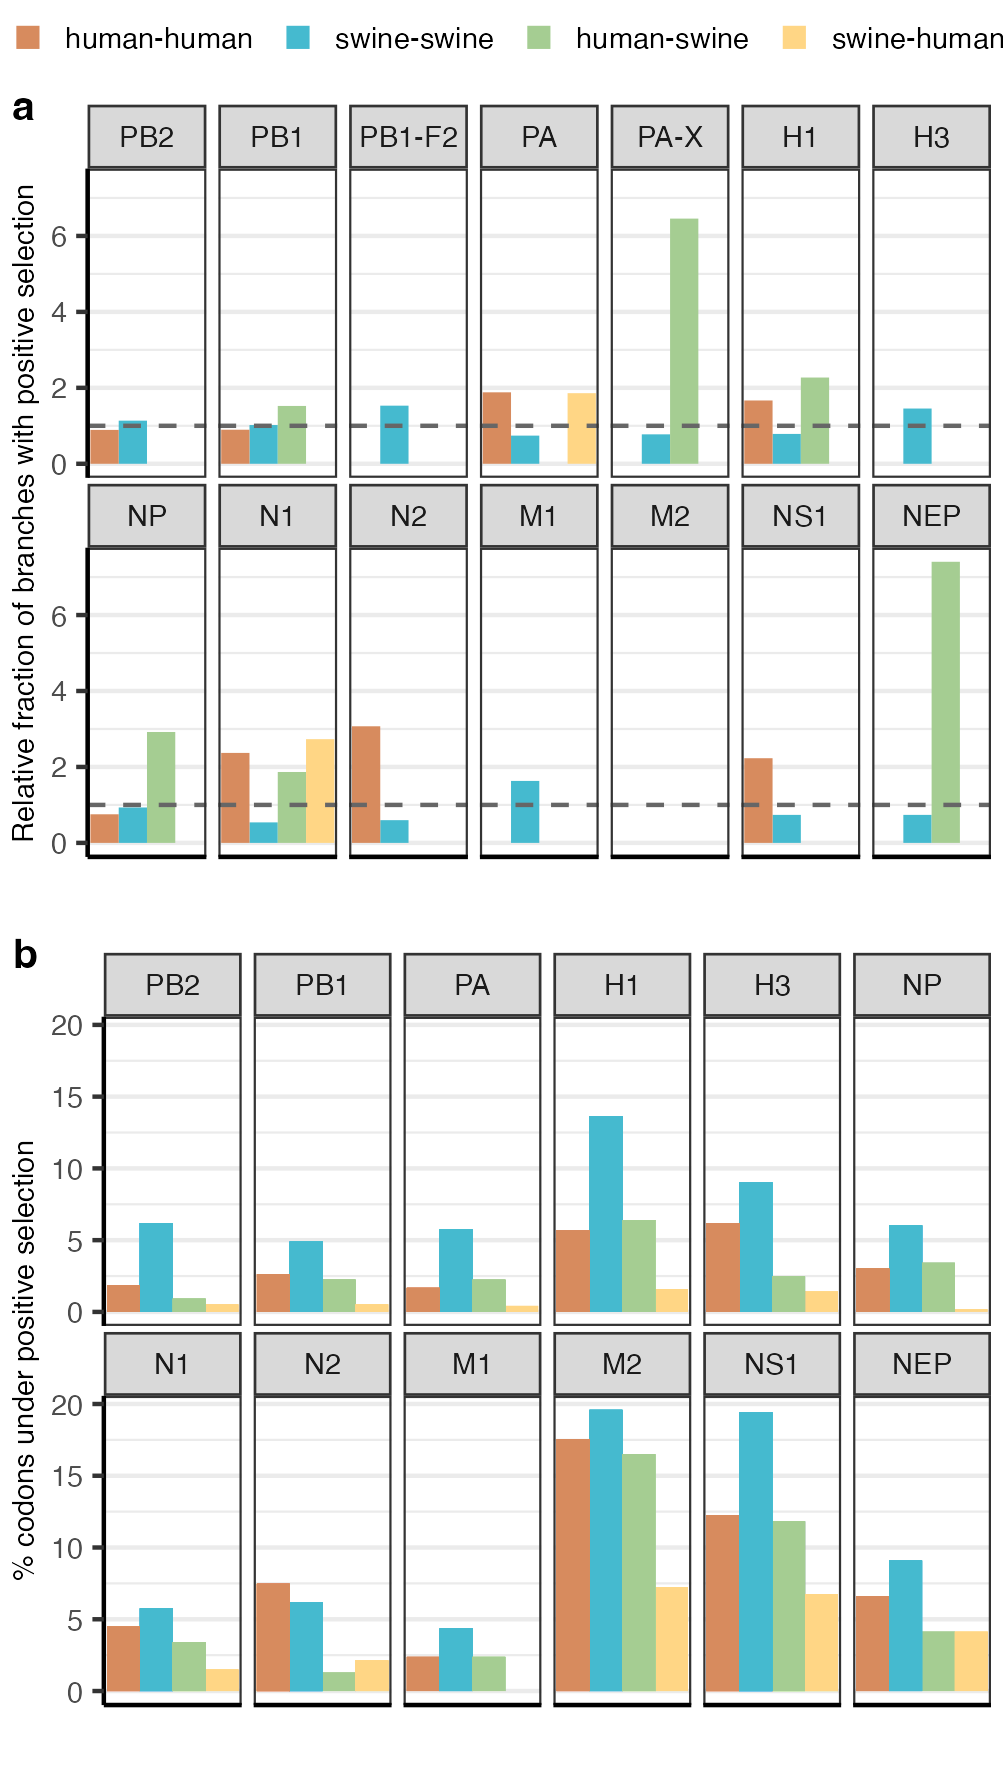 human-human swine-swine human-swine swine-human
a
PB2 PB1 PB1-F2 PA PA-X H1 H3
6
4
2
0
NP N1 N2 M1 M2 NS1 NEP
6
4
2
0
Relative fraction of branches with positive selection
b
PB2 PB1 PA H1 H3 NP
20
15
10
5
0
N1 N2 M1 M2 NS1 NEP
20
15
10
5
0
% codons under positive selection